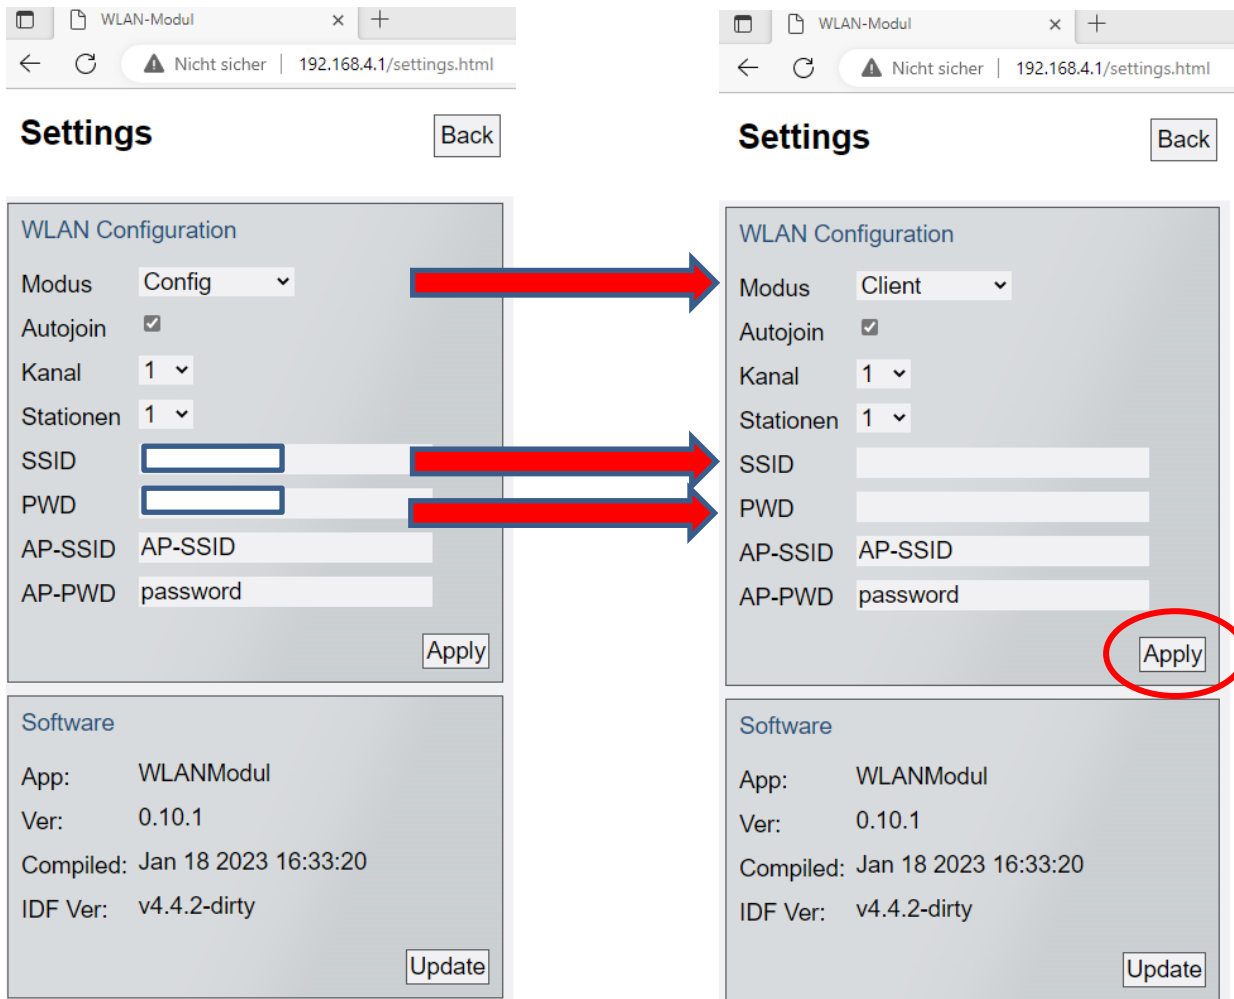 WLAN-Modul
Nicht sicher | 192.168.4.1/settings.html
Settings
Back
WLAN Configuration
Modus Config
Autojoin
Kanal 1
Stationen 1
SSID
PWD
AP-SSID AP-SSID
AP-PWD password
Apply
Software
App: WLANModul
Ver: 0.10.1
Compiled: Jan 18 2023 16:33:20
IDF Ver: v4.4.2-dirty
Update
WLAN-Modul
Nicht sicher | 192.168.4.1/settings.html
Settings
Back
WLAN Configuration
Modus Client
Autojoin
Kanal 1
Stationen 1
SSID
PWD
AP-SSID AP-SSID
AP-PWD password
Apply
Software
App: WLANModul
Ver: 0.10.1
Compiled: Jan 18 2023 16:33:20
IDF Ver: v4.4.2-dirty
Update